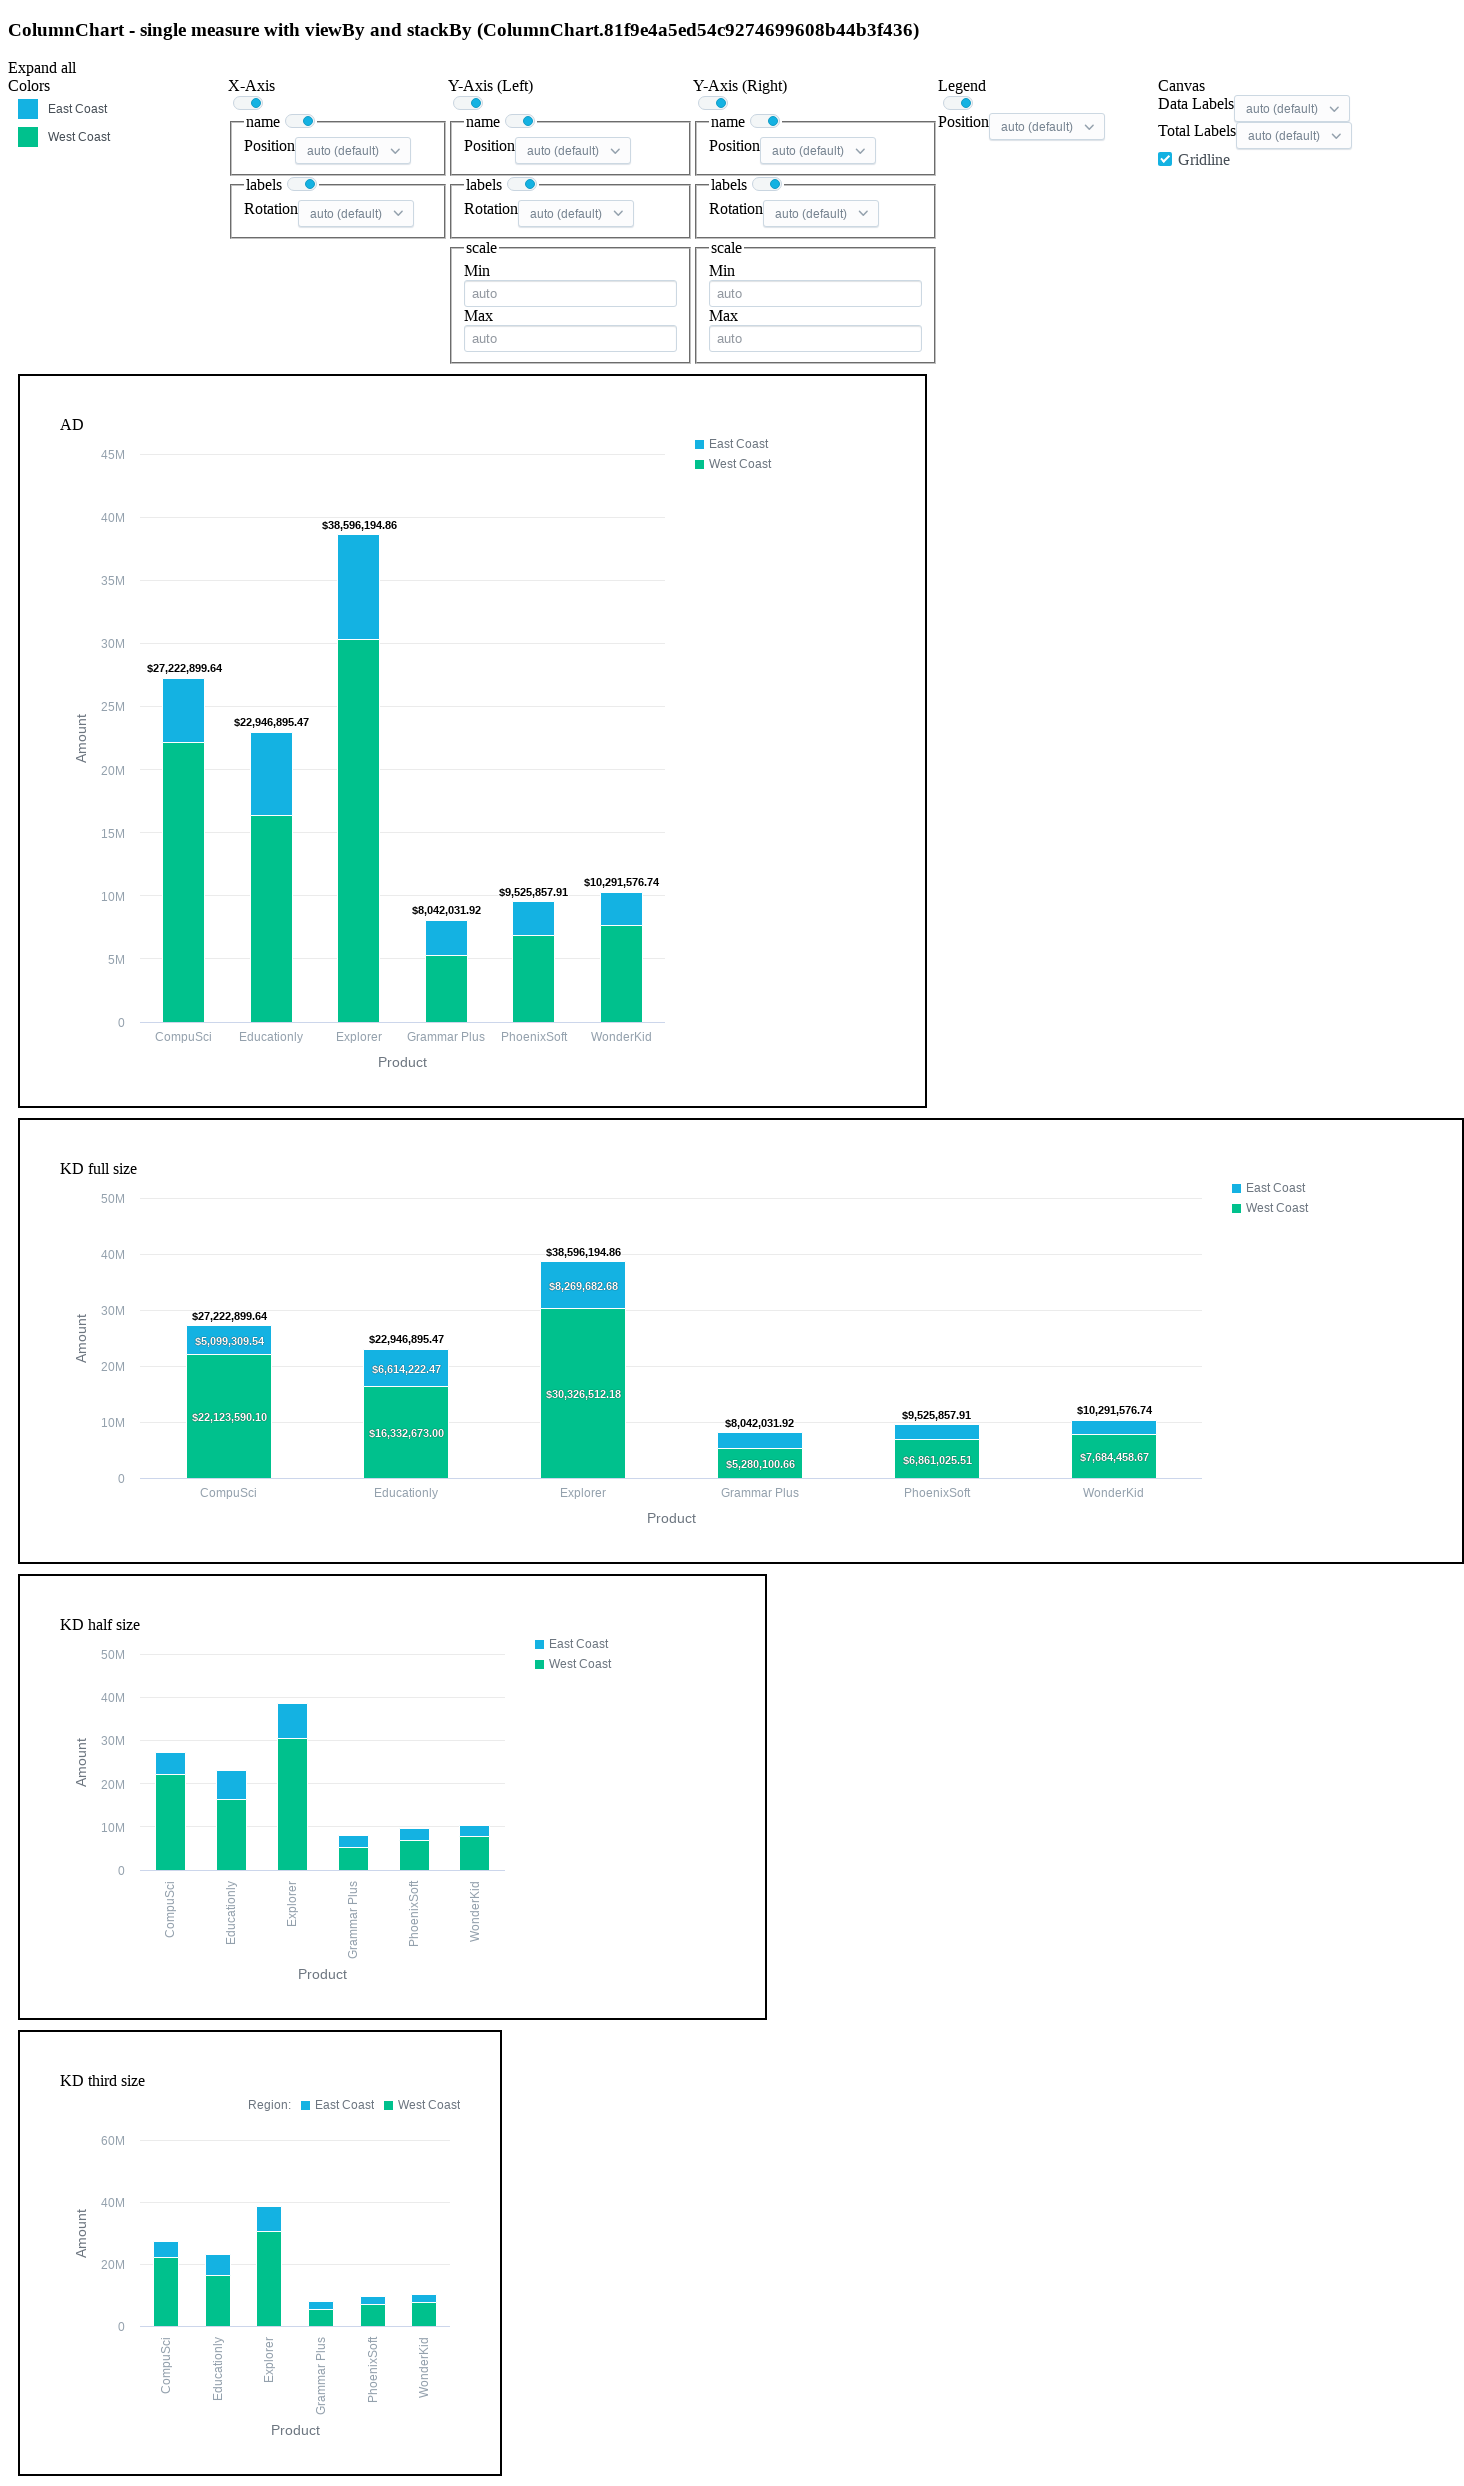 ColumnChart - single measure with viewBy and stackBy (ColumnChart.81f9e4a5ed54c9274699608b44b3f436)
Expand all
Colors
East Coast
West Coast
X-Axis
name
Position auto (default)
labels
Rotation auto (default)
Y-Axis (Left)
name
Position auto (default)
labels
Rotation auto (default)
scale
Min
auto
Max
auto
Y-Axis (Right)
name
Position auto (default)
labels
Rotation auto (default)
scale
Min
auto
Max
auto
Legend
Position auto (default)
Canvas
Data Labels auto (default)
Total Labels auto (default)
Gridline
AD
East Coast
West Coast
45M
40M
35M
30M
25M
20M
15M
10M
5M
0
Amount
$27,222,899.64
$22,946,895.47
$38,596,194.86
$8,042,031.92
$9,525,857.91
$10,291,576.74
CompuSci
Educationly
Explorer
Grammar Plus
PhoenixSoft
WonderKid
Product
KD full size
East Coast
West Coast
50M
40M
30M
20M
10M
0
Amount
$27,222,899.64
$5,099,309.54
$22,123,590.10
$22,946,895.47
$6,614,222.47
$16,332,673.00
$38,596,194.86
$8,269,682.68
$30,326,512.18
$8,042,031.92
$5,280,100.66
$9,525,857.91
$6,861,025.51
$10,291,576.74
$7,684,458.67
CompuSci
Educationly
Explorer
Grammar Plus
PhoenixSoft
WonderKid
Product
KD half size
East Coast
West Coast
50M
40M
30M
20M
10M
0
Amount
CompuSci
Educationly
Explorer
Grammar Plus
PhoenixSoft
WonderKid
Product
KD third size
Region: East Coast West Coast
60M
40M
20M
0
Amount
CompuSci
Educationly
Explorer
Grammar Plus
PhoenixSoft
WonderKid
Product